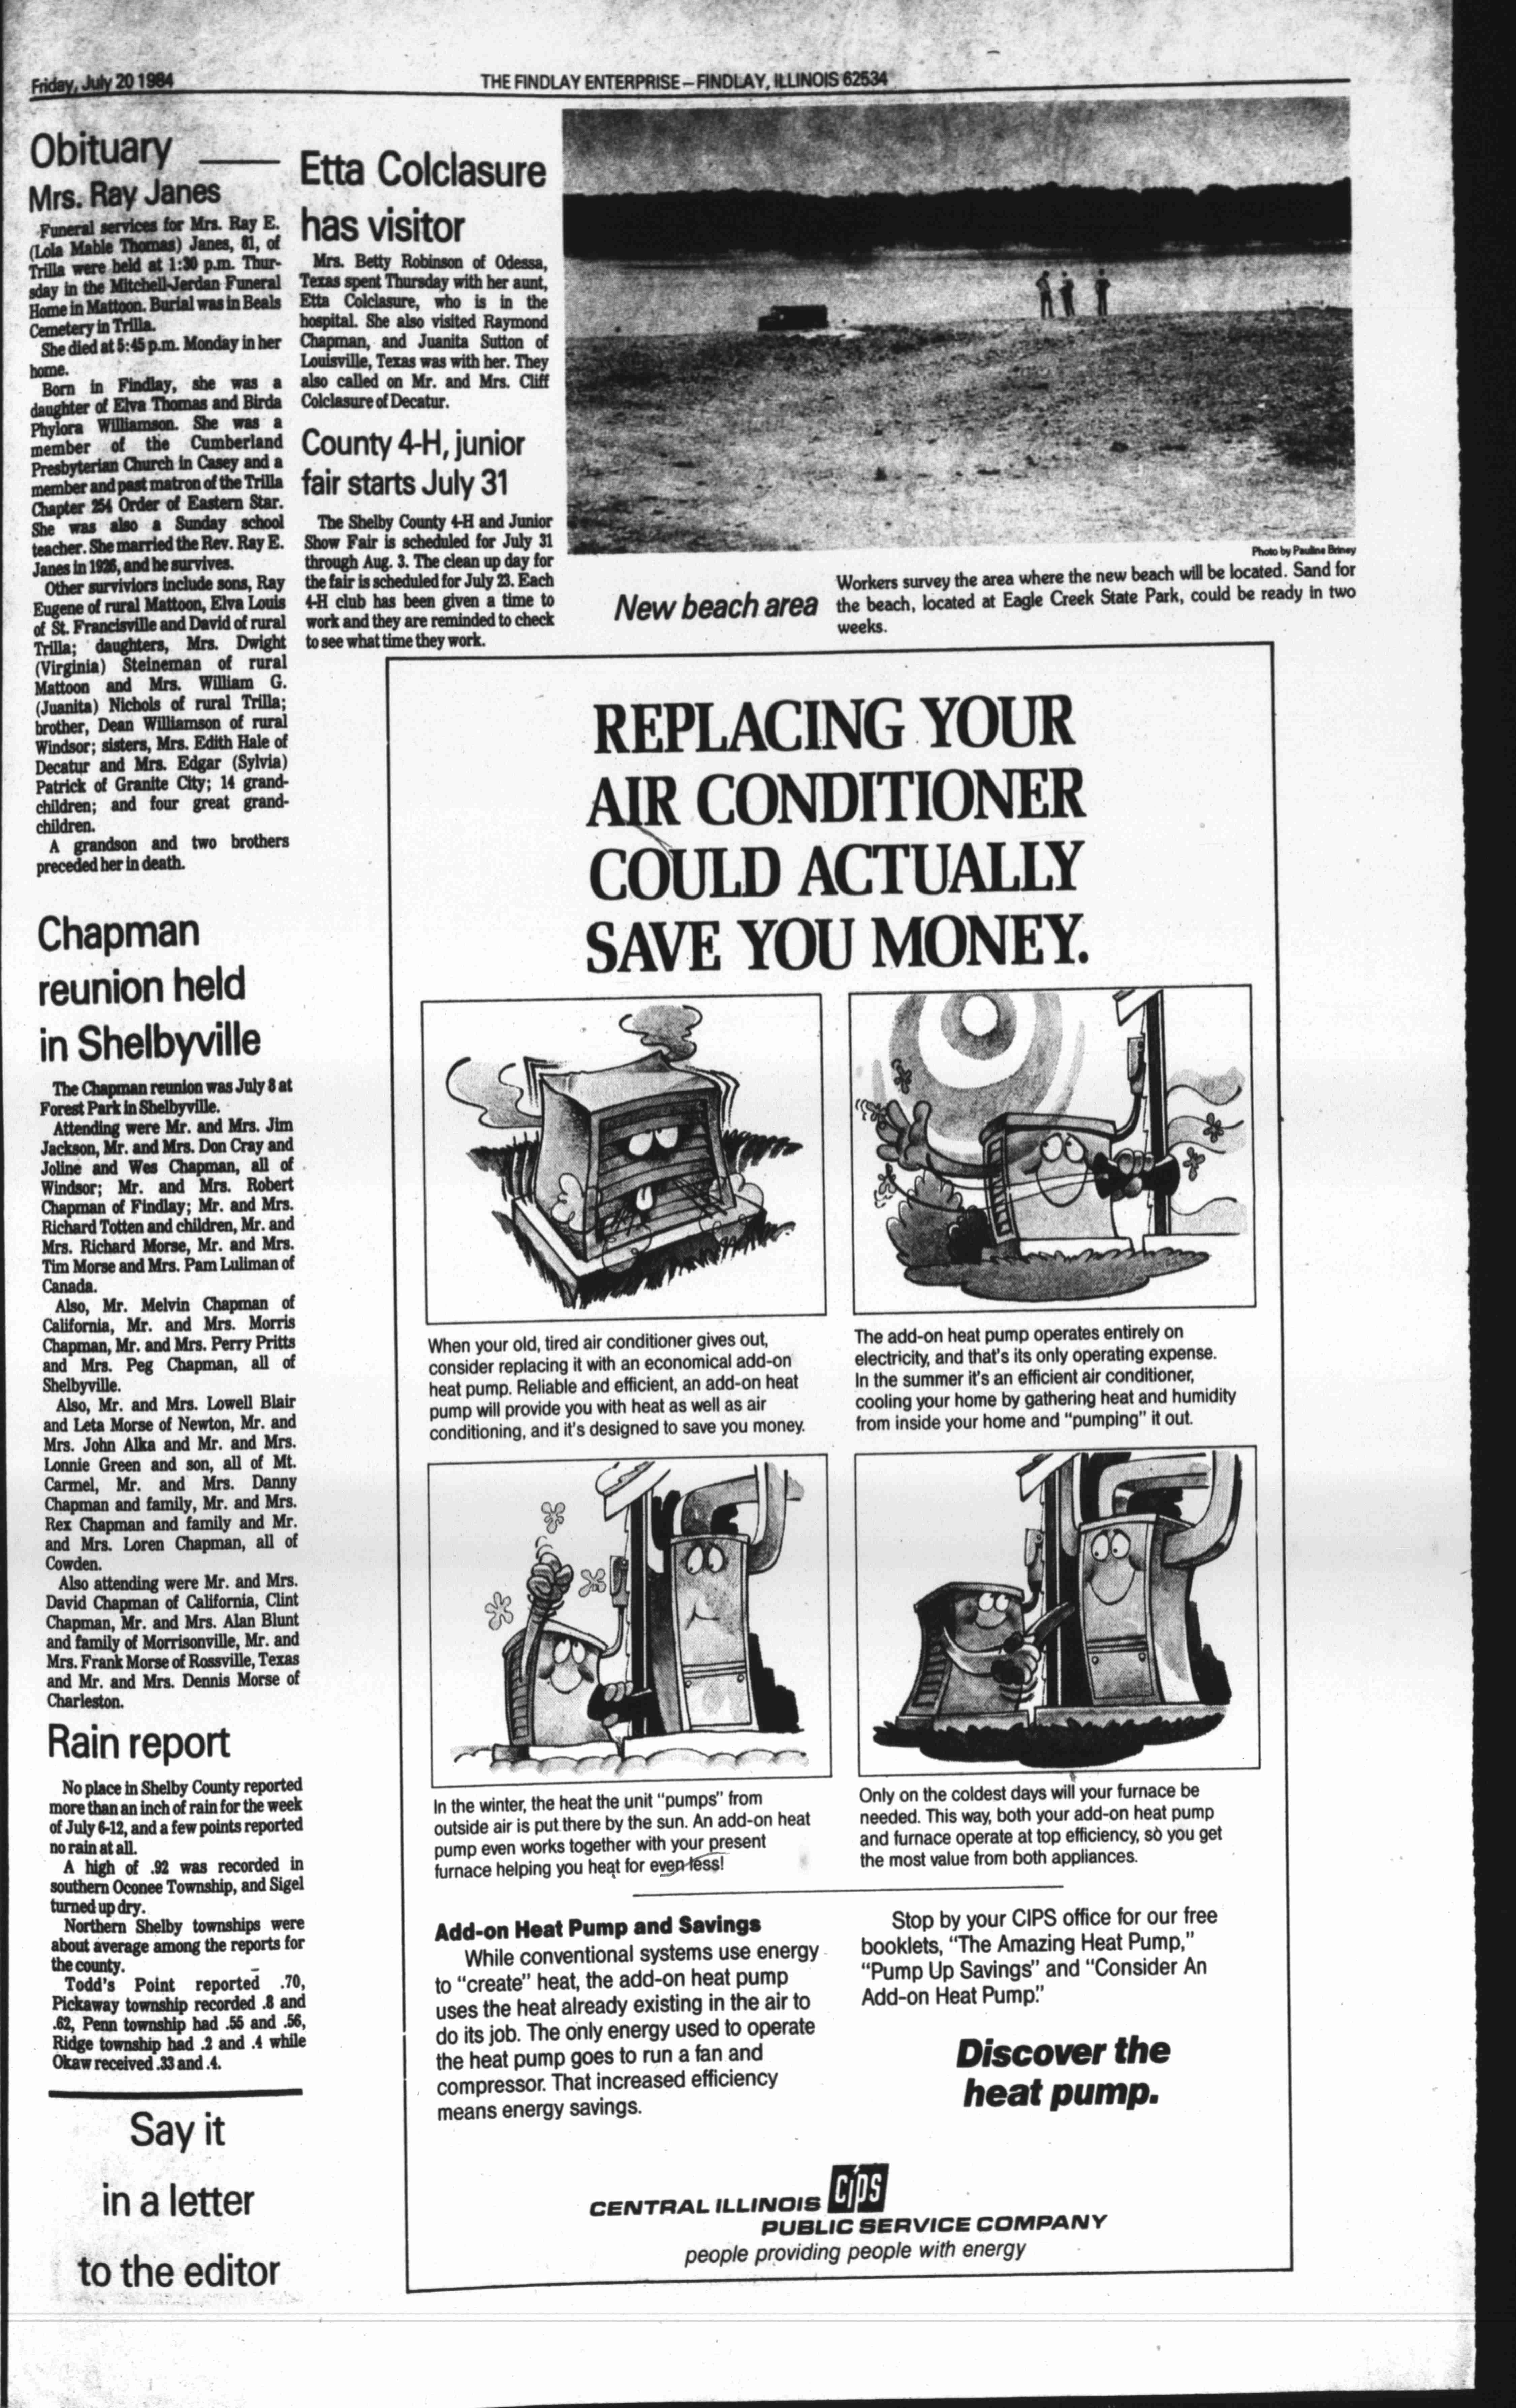 Friday, July 20 1984
THE FINDLAY ENTERPRISE — FINDLAY, ILLINOIS 62534
Obituary
Mrs. Ray Janes
Funeral services for Mrs. Ray E.
(Lola Mable Thomas) Janes, 81, of
Trilla were held at 1:30 p.m. Thur-
sday in the Mitchell-Jerdan Funeral
Home in Mattoon. Burial was in Beals
Cemetery in Trilla.
She died at 5:45 p.m. Monday in her
home.
Born in Findlay, she was a
daughter of Elva Thomas and Birda
Phylora Williamson. She was a
member of the Cumberland
Presbyterian Church in Casey and a
member and past matron of the Trilla
Chapter 254 Order of Eastern Star.
She was also a Sunday school
teacher. She married the Rev. Ray E.
Janes in 1926, and he survives.
Other surviviors include sons, Ray
Eugene of rural Mattoon, Elva Louis
of St. Francisville and David of rural
Trilla; daughters, Mrs. Dwight
(Virginia) Steineman of rural
Mattoon and Mrs. William G.
(Juanita) Nichols of rural Trilla;
brother, Dean Williamson of rural
Windsor; sisters, Mrs. Edith Hale of
Decatur and Mrs. Edgar (Sylvia)
Patrick of Granite City; 14 grand-
children; and four great grand-
children.
A grandson and two brothers
preceded her in death.
Chapman
reunion held
in Shelbyville
The Chapman reunion was July 8 at
Forest Park in Shelbyville.
Attending were Mr. and Mrs. Jim
Jackson, Mr. and Mrs. Don Cray and
Joline and Wes Chapman, all of
Windsor; Mr. and Mrs. Robert
Chapman of Findlay; Mr. and Mrs.
Richard Totten and children, Mr. and
Mrs. Richard Morse, Mr. and Mrs.
Tim Morse and Mrs. Pam Luliman of
Canada.
Also, Mr. Melvin Chapman of
California, Mr. and Mrs. Morris
Chapman, Mr. and Mrs. Perry Pritts
and Mrs. Peg Chapman, all of
Shelbyville.
Also, Mr. and Mrs. Lowell Blair
and Leta Morse of Newton, Mr. and
Mrs. John Alka and Mr. and Mrs.
Lonnie Green and son, all of Mt.
Carmel, Mr. and Mrs. Danny
Chapman and family, Mr. and Mrs.
Rex Chapman and family and Mr.
and Mrs. Loren Chapman, all of
Cowden.
Also attending were Mr. and Mrs.
David Chapman of California, Clint
Chapman, Mr. and Mrs. Alan Blunt
and family of Morrisonville, Mr. and
Mrs. Frank Morse of Rossville, Texas
and Mr. and Mrs. Dennis Morse of
Charleston.
Rain report
No place in Shelby County reported
more than an inch of rain for the week
of July 6-12, and a few points reported
no rain at all.
A high of .92 was recorded in
southern Oconee Township, and Sigel
turned up dry.
Northern Shelby townships were
about average among the reports for
the county.
Todd's Point reported .70,
Pickaway township recorded .8 and
.62, Penn township had .55 and .56,
Ridge township had .2 and .4 while
Okaw received .33 and .4.
Say it
in a letter
to the editor
Etta Colclasure
has visitor
Mrs. Betty Robinson of Odessa,
Texas spent Thursday with her aunt,
Etta Colclasure, who is in the
hospital. She also visited Raymond
Chapman, and Juanita Sutton of
Louisville, Texas was with her. They
also called on Mr. and Mrs. Cliff
Colclasure of Decatur.
County 4-H, junior
fair starts July 31
The Shelby County 4-H and Junior
Show Fair is scheduled for July 31
through Aug. 3. The clean up day for
the fair is scheduled for July 23. Each
4-H club has been given a time to
work and they are reminded to check
to see what time they work.
Photo by Pauline Briney
New beach area
Workers survey the area where the new beach will be located. Sand for
the beach, located at Eagle Creek State Park, could be ready in two
weeks.
REPLACING YOUR
AIR CONDITIONER
COULD ACTUALLY
SAVE YOU MONEY.
When your old, tired air conditioner gives out,
consider replacing it with an economical add-on
heat pump. Reliable and efficient, an add-on heat
pump will provide you with heat as well as air
conditioning, and it's designed to save you money.
The add-on heat pump operates entirely on
electricity, and that's its only operating expense.
In the summer it's an efficient air conditioner,
cooling your home by gathering heat and humidity
from inside your home and "pumping" it out.
In the winter, the heat the unit "pumps" from
outside air is put there by the sun. An add-on heat
pump even works together with your present
furnace helping you heat for even less!
Only on the coldest days will your furnace be
needed. This way, both your add-on heat pump
and furnace operate at top efficiency, so you get
the most value from both appliances.
Add-on Heat Pump and Savings
While conventional systems use energy
to "create" heat, the add-on heat pump
uses the heat already existing in the air to
do its job. The only energy used to operate
the heat pump goes to run a fan and
compressor. That increased efficiency
means energy savings.
Stop by your CIPS office for our free
booklets, "The Amazing Heat Pump,"
"Pump Up Savings" and "Consider An
Add-on Heat Pump."
Discover the
heat pump.
CENTRAL ILLINOIS CIPS
PUBLIC SERVICE COMPANY
people providing people with energy